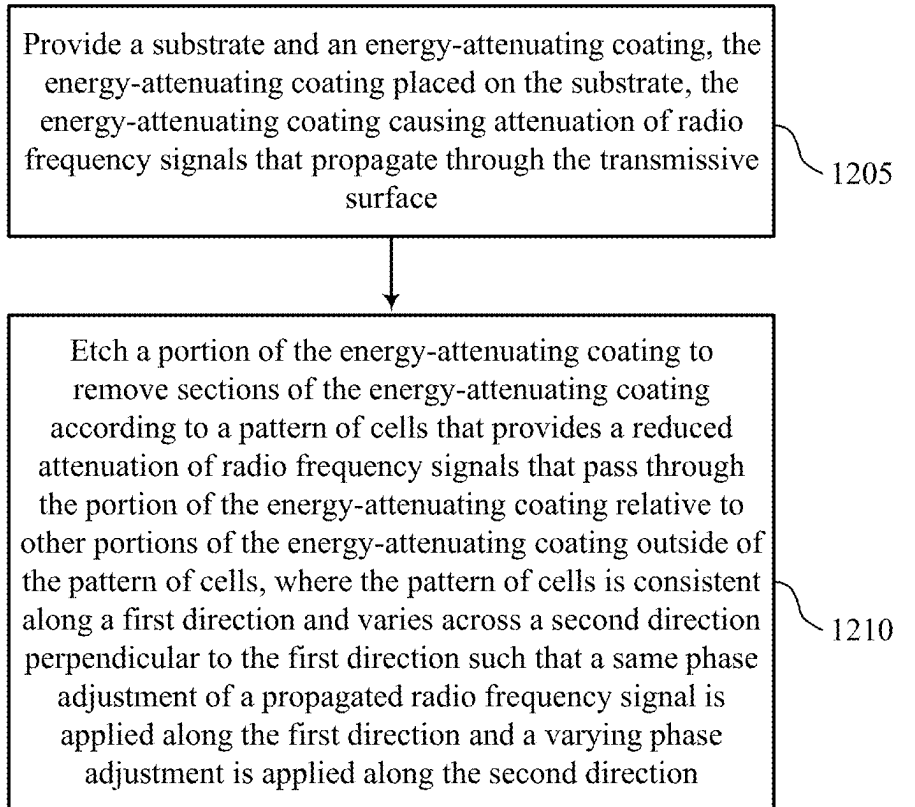 Provide a substrate and an energy-attenuating coating, the
energy-attenuating coating placed on the substrate, the
energy-attenuating coating causing attenuation of radio
frequency signals that propagate through the transmissive
surface
1205
Etch a portion of the energy-attenuating coating to
remove sections of the energy-attenuating coating
according to a pattern of cells that provides a reduced
attenuation of radio frequency signals that pass through
the portion of the energy-attenuating coating relative to
other portions of the energy-attenuating coating outside of
the pattern of cells, where the pattern of cells is consistent
along a first direction and varies across a second direction
perpendicular to the first direction such that a same phase
adjustment of a propagated radio frequency signal is
applied along the first direction and a varying phase
adjustment is applied along the second direction
1210